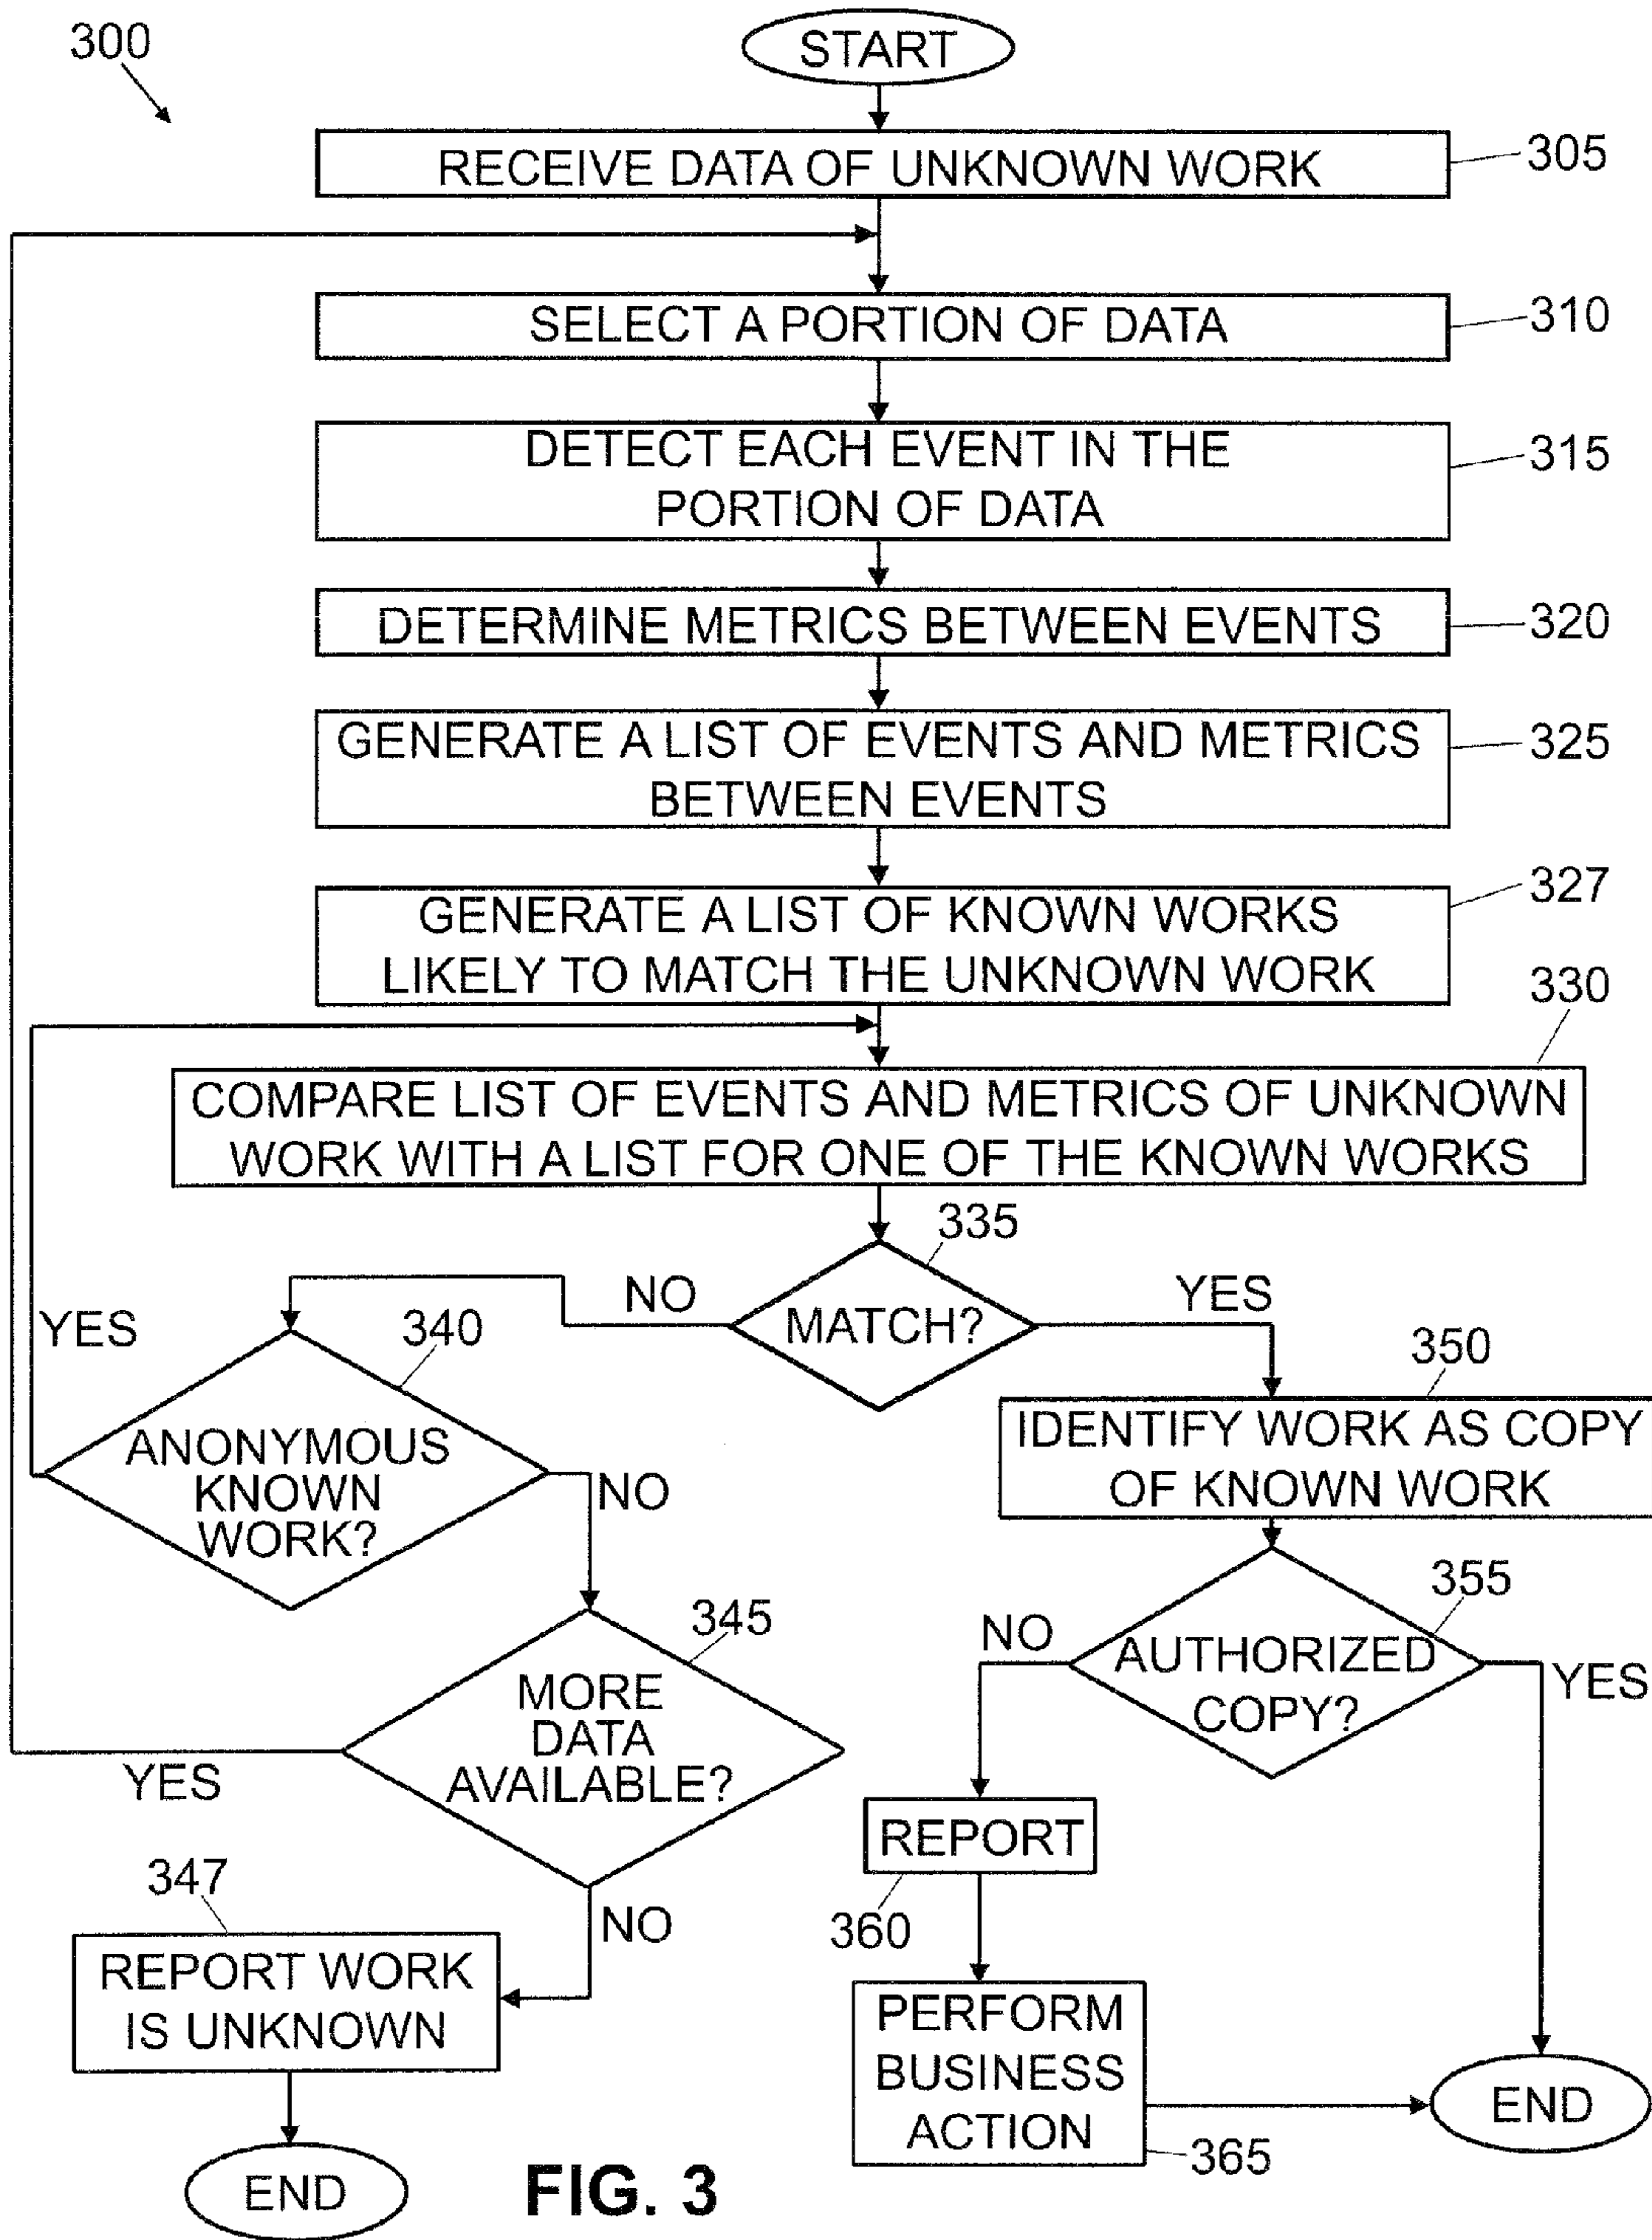 300
START
RECEIVE DATA OF UNKNOWN WORK
305
SELECT A PORTION OF DATA
310
DETECT EACH EVENT IN THE
PORTION OF DATA
315
DETERMINE METRICS BETWEEN EVENTS
320
GENERATE A LIST OF EVENTS AND METRICS
BETWEEN EVENTS
325
GENERATE A LIST OF KNOWN WORKS
LIKELY TO MATCH THE UNKNOWN WORK
327
330
COMPARE LIST OF EVENTS AND METRICS OF UNKNOWN
WORK WITH A LIST FOR ONE OF THE KNOWN WORKS
335
MATCH?
NO
YES
340
YES
ANONYMOUS
KNOWN
WORK?
NO
350
IDENTIFY WORK AS COPY
OF KNOWN WORK
345
MORE
DATA
AVAILABLE?
YES
NO
355
AUTHORIZED
COPY?
NO
YES
347
REPORT WORK
IS UNKNOWN
END
REPORT
360
PERFORM
BUSINESS
ACTION
365
END
FIG. 3